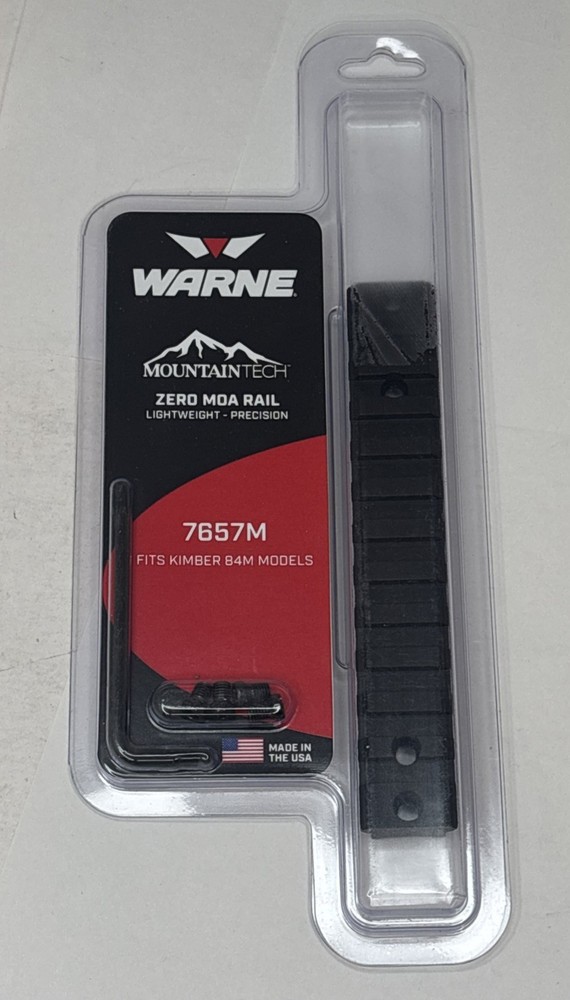 WARNE
MOUNTAINTECH
ZERO MOA RAIL
LIGHTWEIGHT - PRECISION
7657M
FITS KIMBER 84M MODELS
MADE IN
THE USA